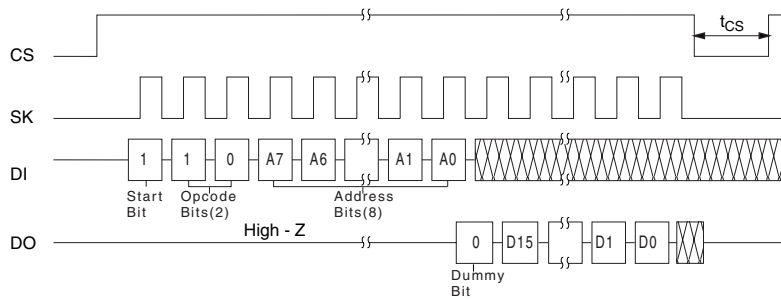 tCS
CS
SK
DI
1 1 0 A7 A6 A1 A0
Start Bit
Opcode Bits(2)
Address Bits(8)
High - Z
DO
0 D15 D1 D0
Dummy Bit